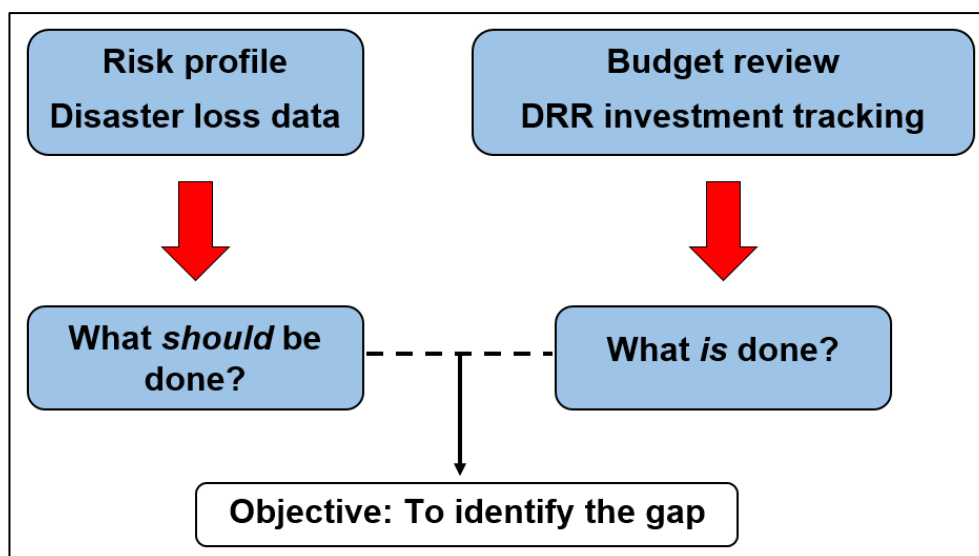 Risk profile
Disaster loss data
Budget review
DRR investment tracking
What should be
done?
What is done?
Objective: To identify the gap